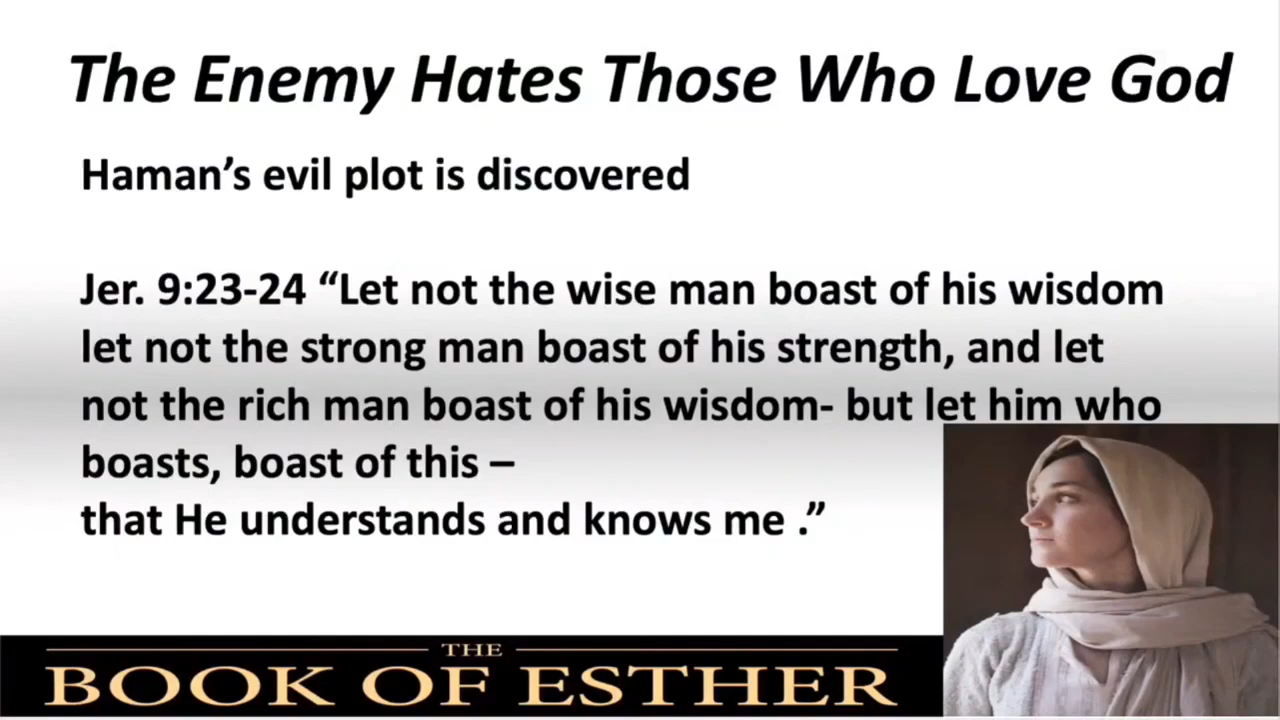 The Enemy Hates Those Who Love God
Haman’s evil plot is discovered
Jer. 9:23-24 “Let not the wise man boast of his wisdom
let not the strong man boast of his strength, and let
not the rich man boast of his wisdom- but let him who
boasts, boast of this –
that He understands and knows me .”
THE
BOOK OF ESTHER